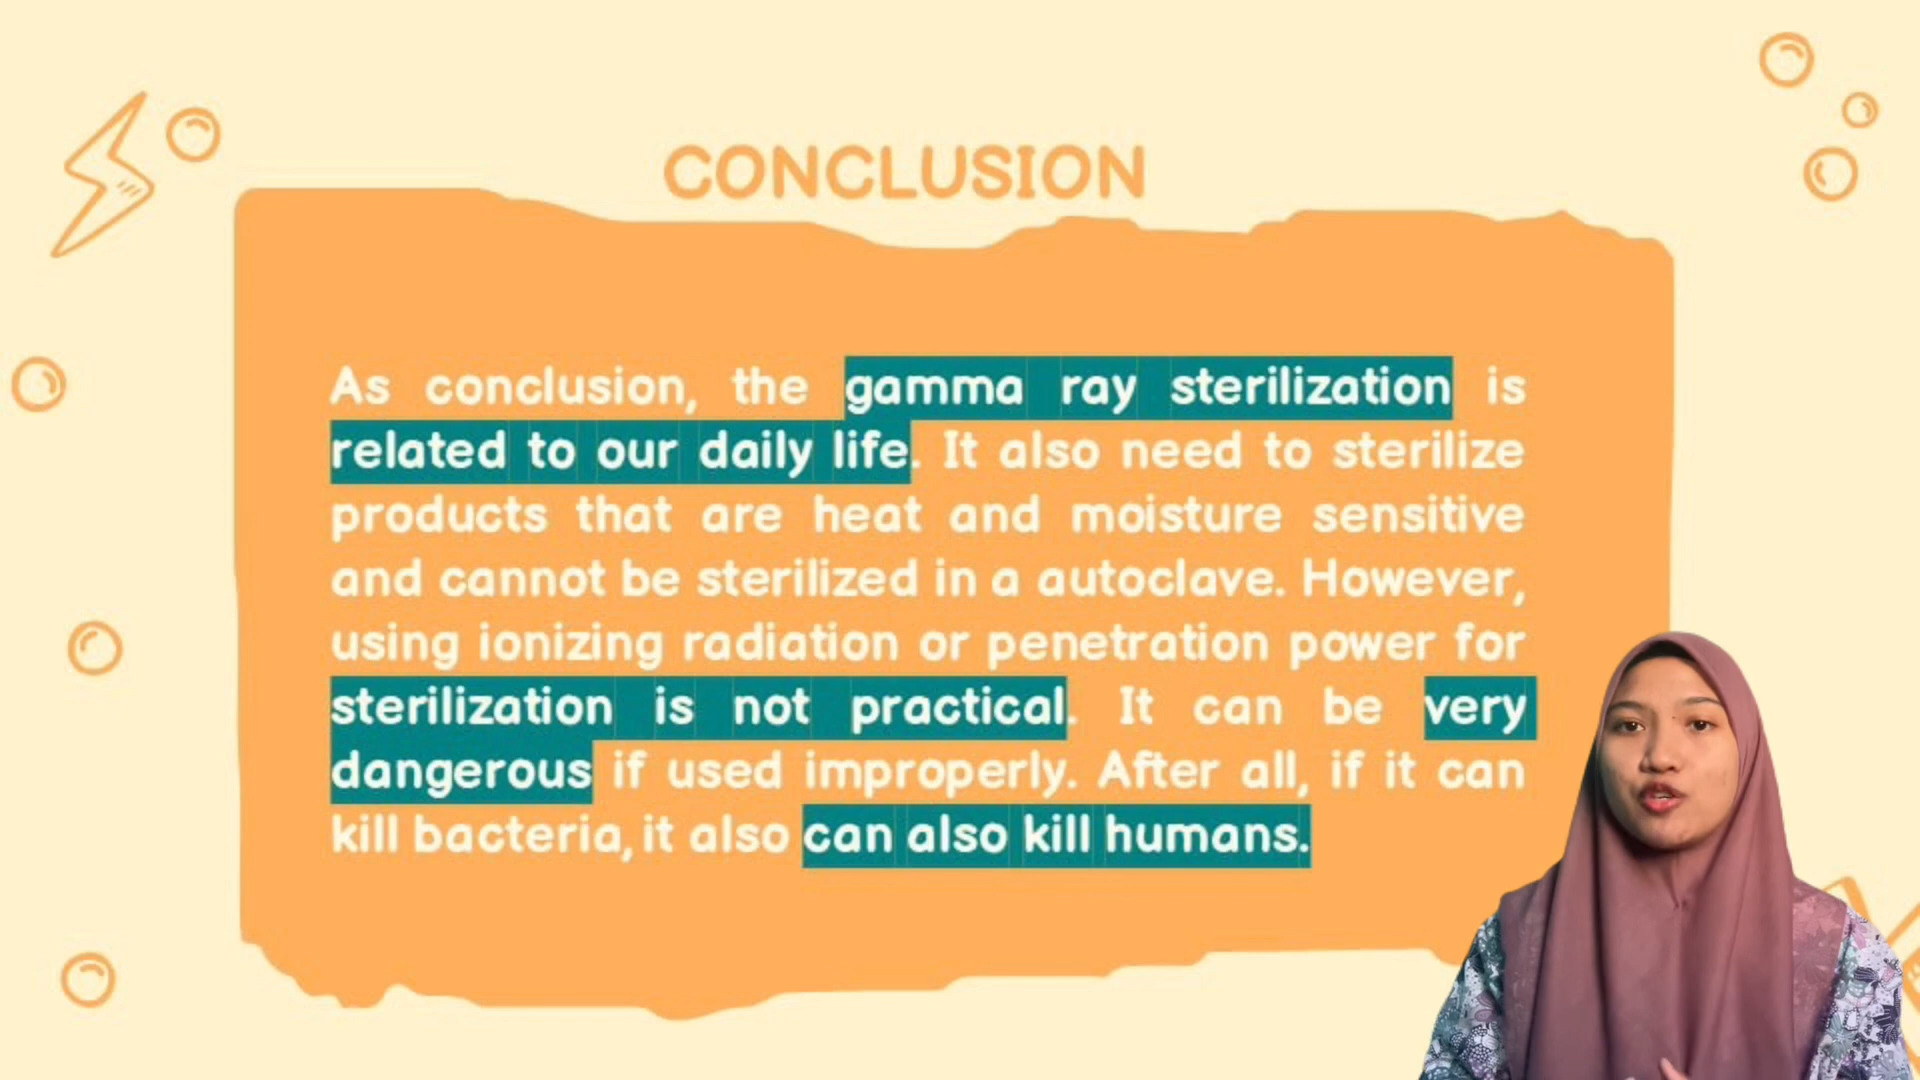 CONCLUSION
As conclusion, the gamma ray sterilization is
related to our daily life. It also need to sterilize
products that are heat and moisture sensitive
and cannot be sterilized in a autoclave. However,
using ionizing radiation or penetration power for
sterilization is not practical. It can be very
dangerous if used improperly. After all, if it can
kill bacteria, it also can also kill humans.